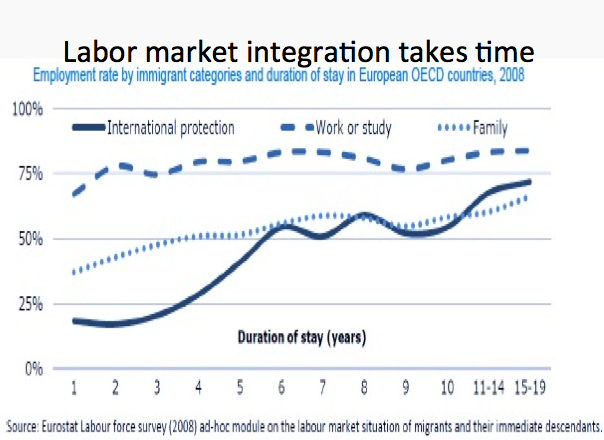 Labor market integration takes time
Employment rate by immigrant categories and duration of stay in European OECD countries, 2008
100%
International protection Work or study Family
75%
50%
25%
Duration of stay (years)
0%
1 2 3 4 5 6 7 8 9 10 11-14 15-19
Source: Eurostat Labour force survey (2008) ad-hoc module on the labour market situation of migrants and their immediate descendants.